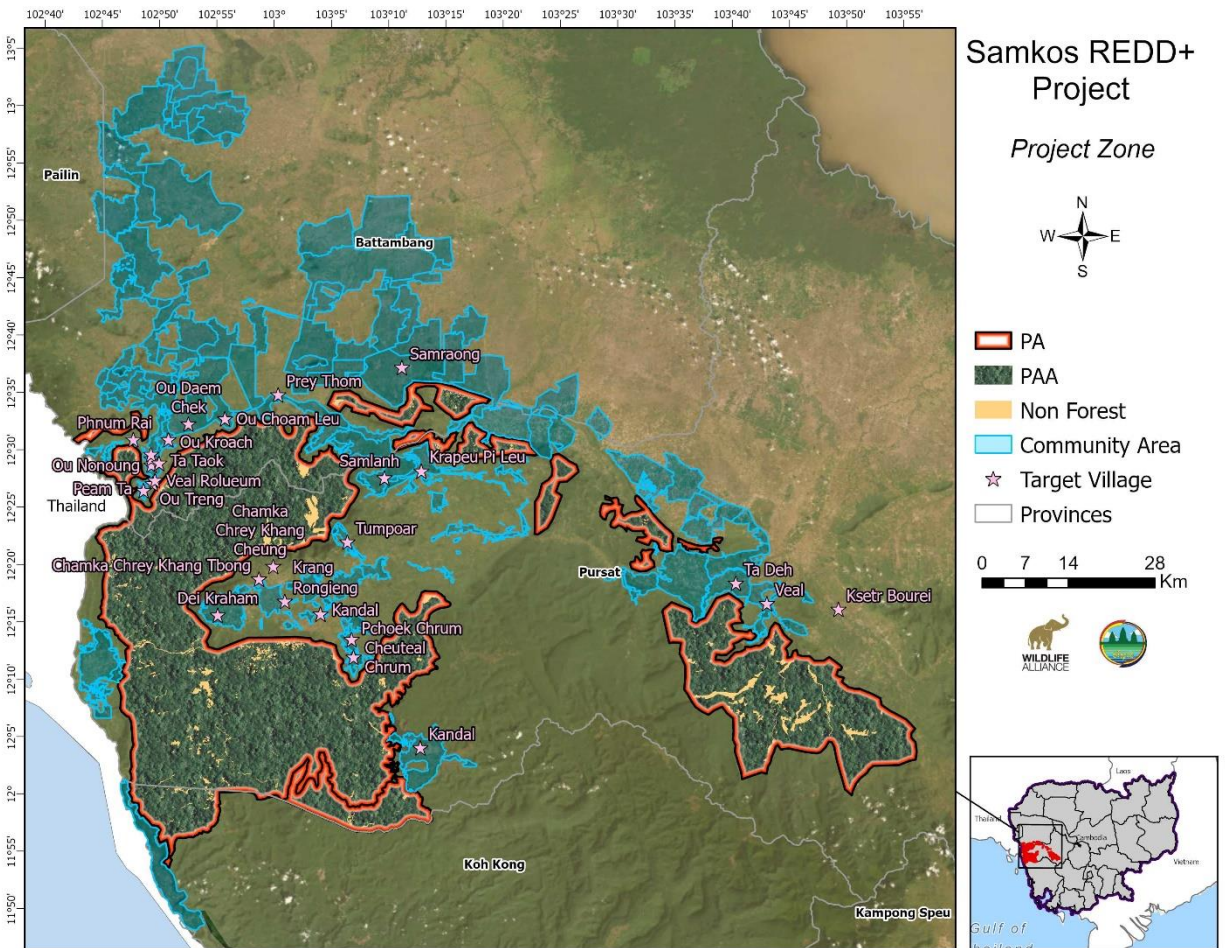 102°40' 102°45' 102°50' 102°55' 103° 103°5' 103°10' 103°15' 103°20' 103°25' 103°30' 103°35' 103°40' 103°45' 103°50' 103°55'
13°5'
13°
12°55'
12°50'
12°45'
12°40'
12°35'
12°30'
12°25'
12°20'
12°15'
12°10'
12°5'
12°
11°55'
11°50'
Pailin
Battambang
Samraong
Prey Thom
Ou Daem
Chek
Ou Choam Leu
Phnum Rai
Ou Kroach
Ou Nonoung
Ta Taok
Samlanh
Krapeu Pi Leu
Veal Rolueum
Peam Ta
Ou Treng
Thailand
Chamka
Chrey Khang
Cheung
Tumpoar
Chamka Chrey Khang Tbong
Krang
Pursat
Ta Deh
Rongieng
Veal
Dei Kraham
Kandal
Ksetr Bourei
Pchoek Chrum
Cheuteal
Chrum
Kandal
Koh Kong
Kampong Speu
Samkos REDD+
Project
Project Zone
N
W E
S
PA
PAA
Non Forest
Community Area
Target Village
Provinces
0 7 14 28
Km
WILDLIFE
ALLIANCE
Laos
Thailand
Cambodia
Vietnam
Gulf of